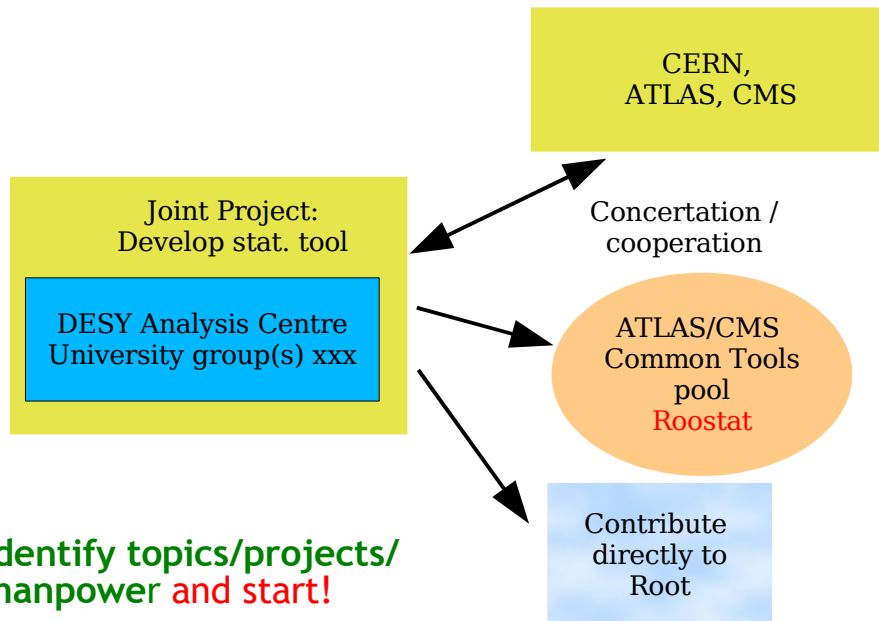 CERN,
ATLAS, CMS
Joint Project:
Develop stat. tool
Concertation /
cooperation
DESY Analysis Centre
University group(s) xxx
ATLAS/CMS
Common Tools
pool
Roostat
Contribute
directly to
Root
dentify topics/projects/
manpower and start!